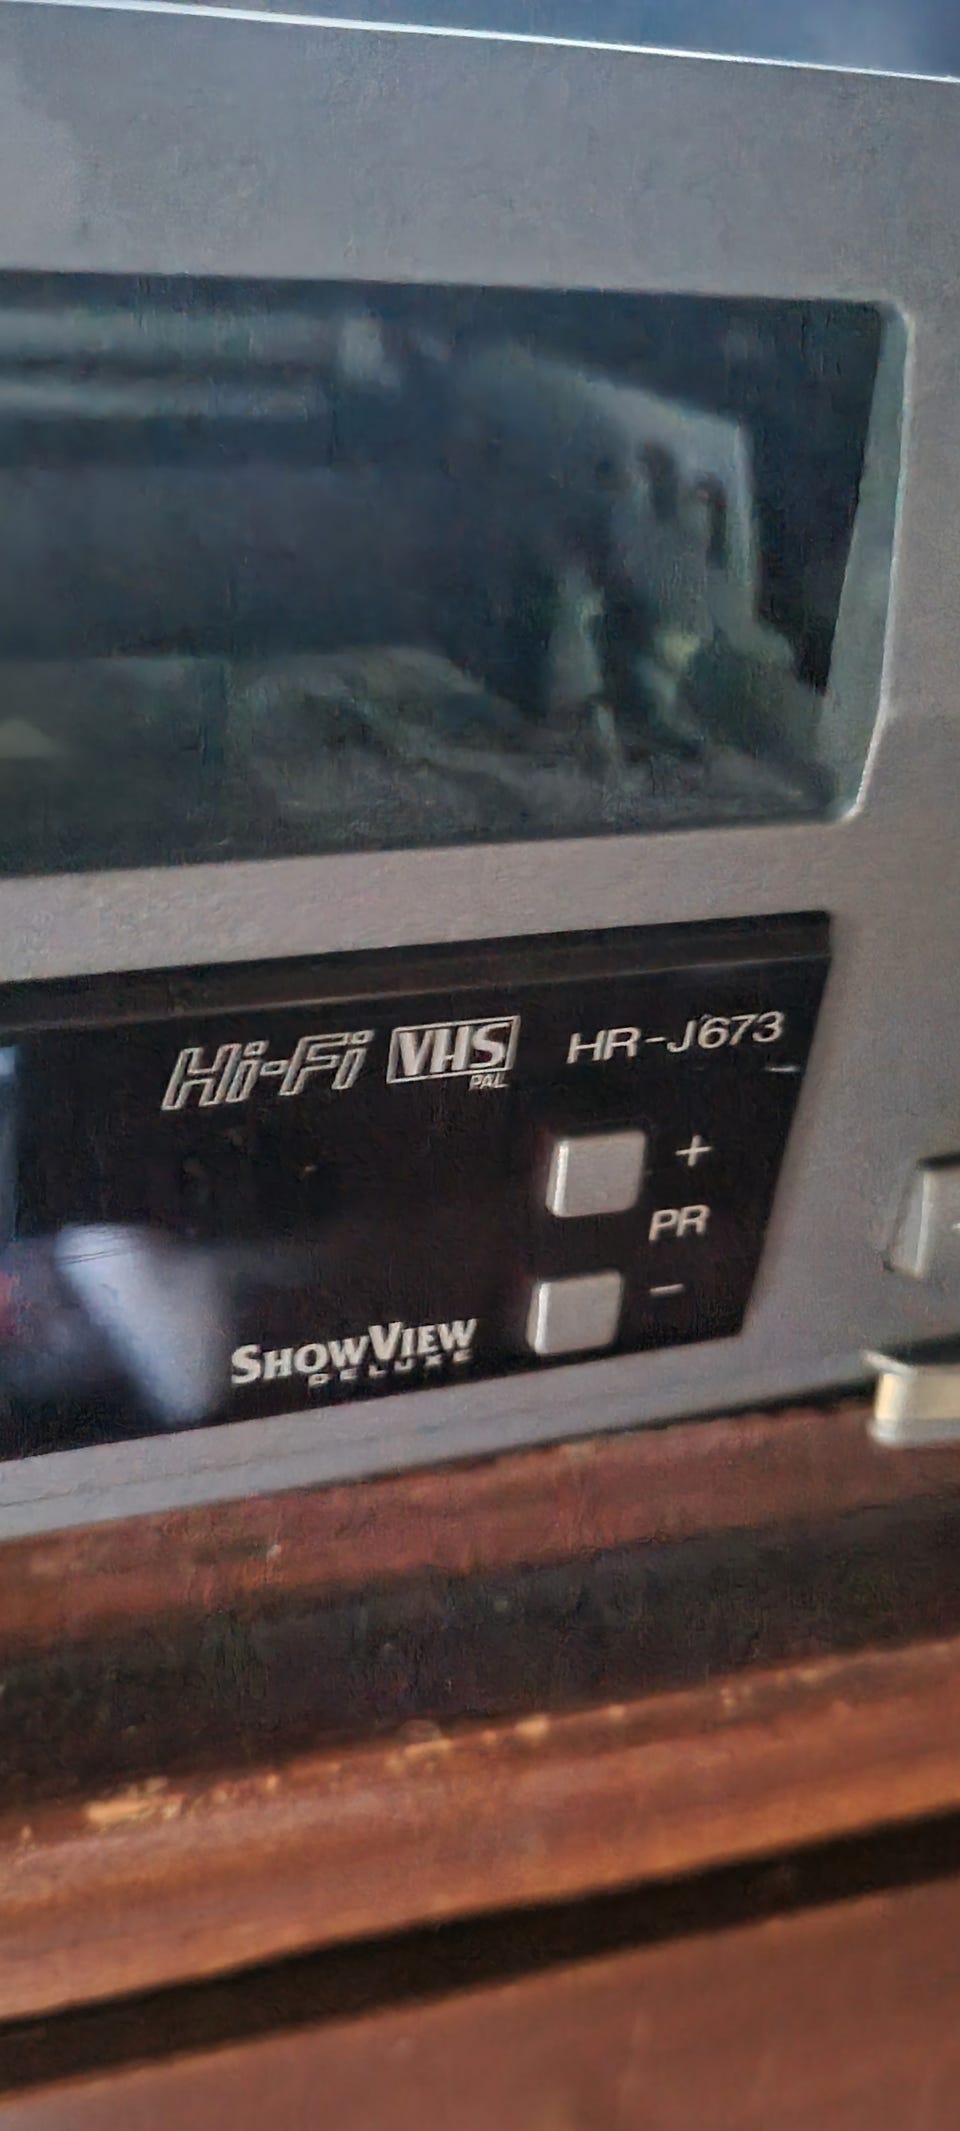 Hi-Fi VHS HR-J673
PAL
+
PR
-
SHOWVIEW
DELUXE